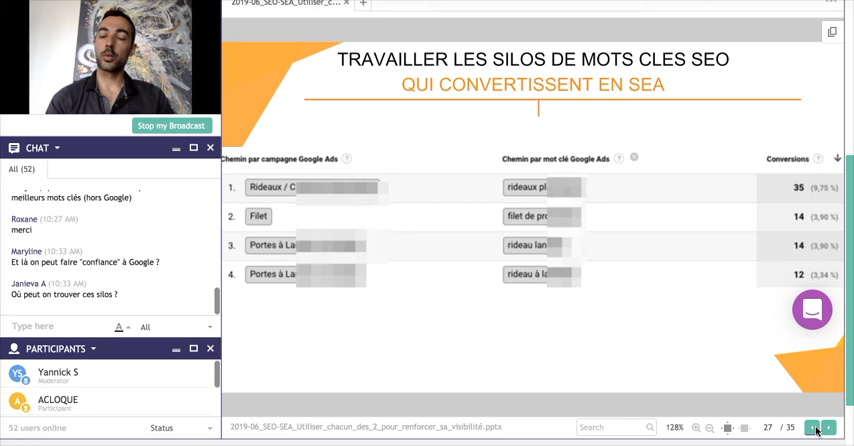 2019-06_SEO-SEA_Utiliser_c...
TRAVAILLER LES SILOS DE MOTS CLES SEO
QUI CONVERTISSENT EN SEA
Stop my Broadcast
CHAT
All (52)
meilleurs mots clés (hors Google)
Roxane (10:27 AM)
merci
Maryline (10:33 AM)
Et là on peut faire "confiance" à Google ?
Janieva A (10:33 AM)
Où peut on trouver ces silos ?
Type here
A
All
PARTICIPANTS
YS
Yannick S
Moderator
A
ACLOQUE
Participant
52 users online
Status
Chemin par campagne Google Ads ?
Chemin par mot clé Google Ads ?
Conversions ?
1. Rideaux / C
rideaux pl
35 (9,75 %)
2. Filet
filet de pro
14 (3,90 %)
3. Portes à La
rideau lan
14 (3,90 %)
4. Portes à La
rideau à la
12 (3,34 %)
2019-06_SEO-SEA_Utiliser_chacun_des_2_pour_renforcer_sa_visibilité.pptx
Search
128%
27 / 35